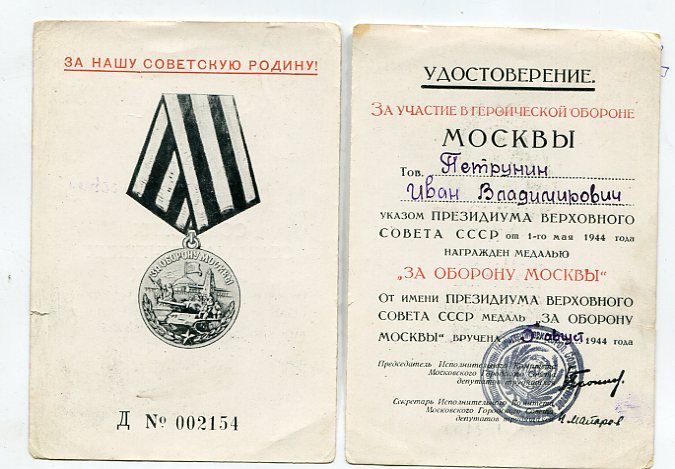 ЗА НАШУ СОВЕТСКУЮ РОДИНУ!
ЗА ОБОРОНУ МОСКВЫ
Д № 002154
УДОСТОВЕРЕНИЕ.
ЗА УЧАСТИЕ В ГЕРОИЧЕСКОЙ ОБОРОНЕ
МОСКВЫ
Тов. Петрунин
Иван Владимирович
указом ПРЕЗИДИУМА ВЕРХОВНОГО
СОВЕТА СССР от 1-го мая 1944 года
НАГРАЖДЕН МЕДАЛЬЮ
„ЗА ОБОРОНУ МОСКВЫ“
От имени ПРЕЗИДИУМА ВЕРХОВНОГО
СОВЕТА СССР МЕДАЛЬ „ЗА ОБОРОНУ
МОСКВЫ“ ВРУЧЕНА 5 август 1944 года
Председатель Исполнительного Комитета
Московского Городского Совета
депутатов трудящихся
Секретарь Исполнительного Комитета
Московского Городского Совета
депутатов трудящихся